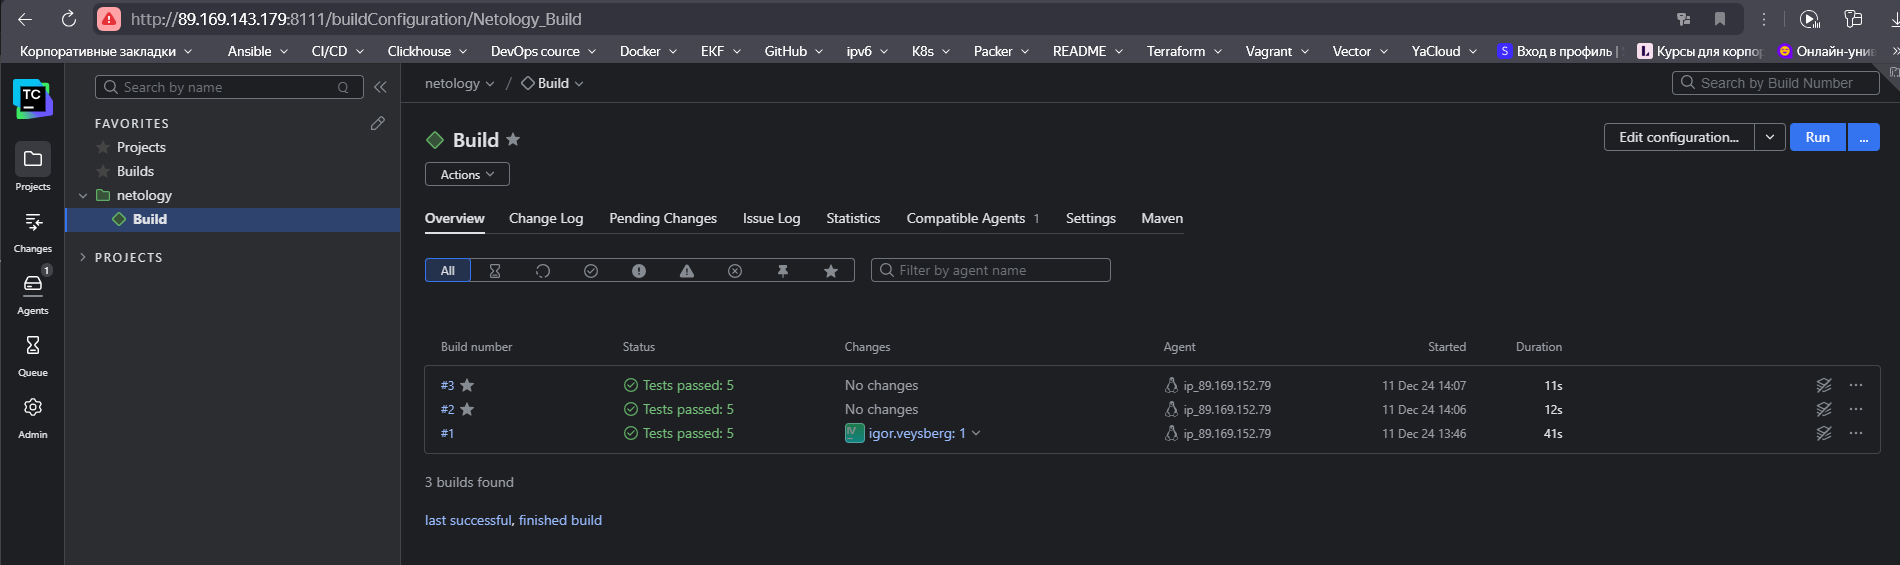 http://89.169.143.179:8111/buildConfiguration/Netology_Build
Корпоративные закладки Ansible CI/CD Clickhouse DevOps cource Docker EKF GitHub ipv6 K8s Packer README Terraform Vagrant Vector YaCloud S Вход в профиль | L Курсы для корпор Онлайн-унив
TC
Search by name Q
netology / Build
Search by Build Number
FAVORITES
Projects
Builds
netology
Build
PROJECTS
Projects
Changes
1
Agents
Queue
Admin
Build
Edit configuration...
Run
...
Actions
Overview Change Log Pending Changes Issue Log Statistics Compatible Agents 1 Settings Maven
All
Filter by agent name
Build number Status Changes Agent Started Duration
#3 Tests passed: 5 No changes ip_89.169.152.79 11 Dec 24 14:07 11s
#2 Tests passed: 5 No changes ip_89.169.152.79 11 Dec 24 14:06 12s
#1 Tests passed: 5 IV igor.veysberg: 1 ip_89.169.152.79 11 Dec 24 13:46 41s
3 builds found
last successful, finished build